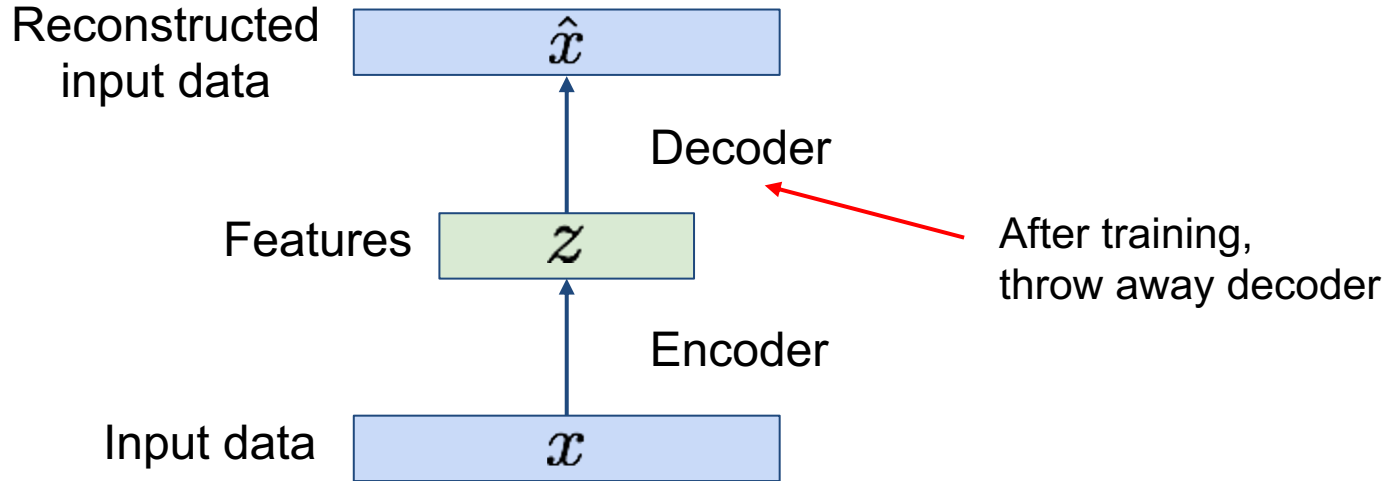 Reconstructed
input data
x̂
Decoder
Features
z
After training,
throw away decoder
Encoder
Input data
x